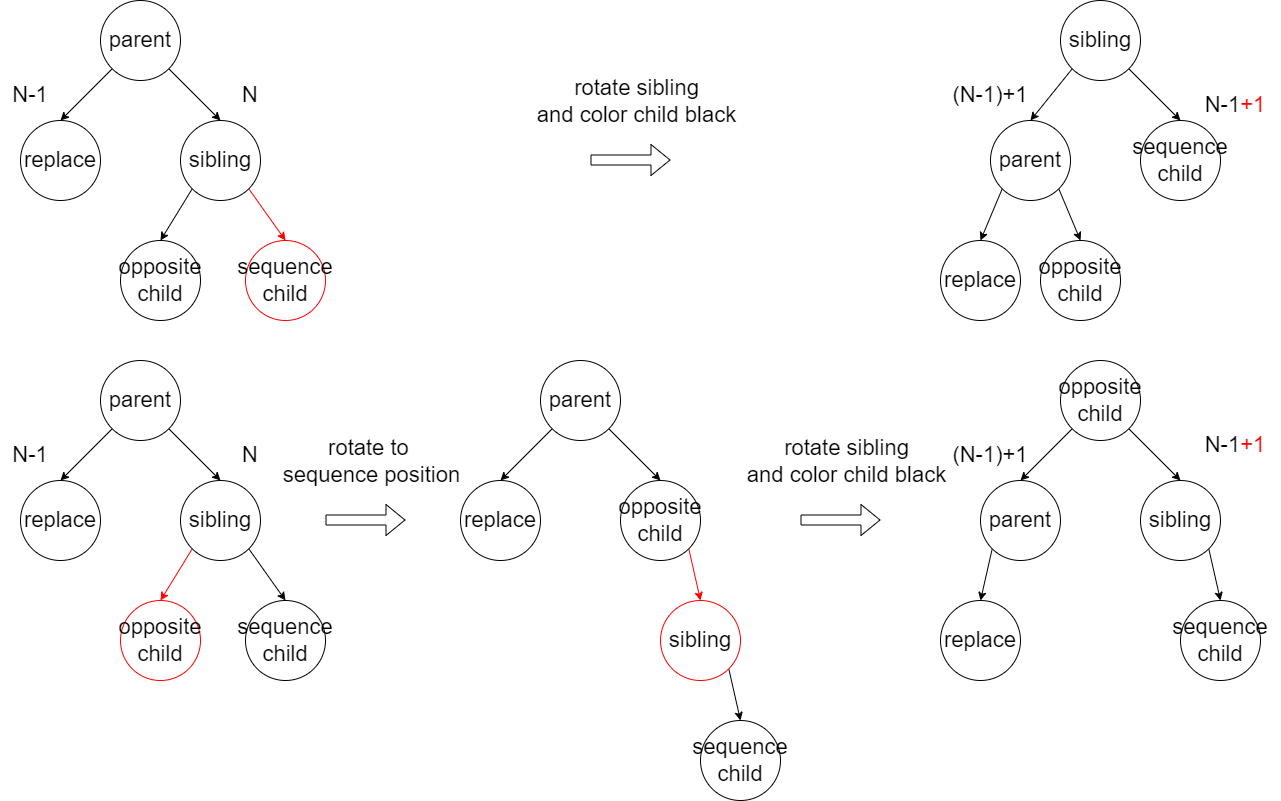 parent
N-1
N
replace
sibling
opposite
child
sequence
child
rotate sibling
and color child black
sibling
(N-1)+1
N-1+1
parent
sequence
child
replace
opposite
child
parent
N-1
N
replace
sibling
opposite
child
sequence
child
rotate to
sequence position
parent
replace
opposite
child
sibling
sequence
child
rotate sibling
and color child black
opposite
child
(N-1)+1
N-1+1
parent
sibling
replace
sequence
child